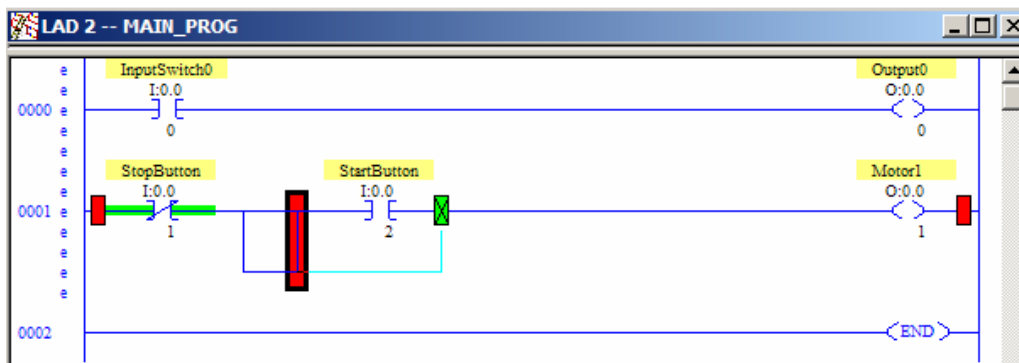 LAD 2 -- MAIN_PROG
e
InputSwitch0 Output0
e
I:0.0 O:0.0
0000 e
e
0 0
e
e
StopButton StartButton Motor1
e
I:0.0 I:0.0 O:0.0
0001 e
e
1 2 1
e
e
e
0002 END